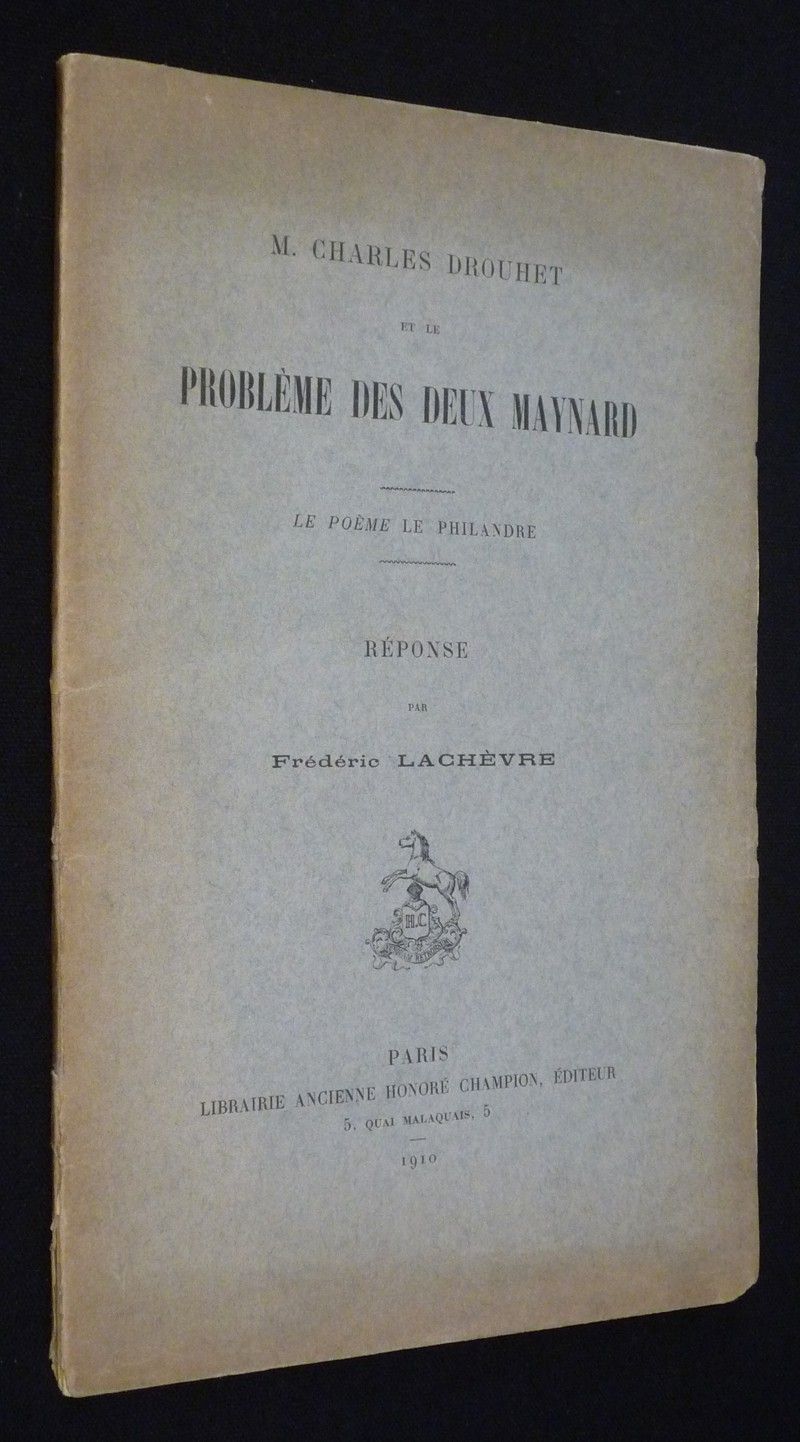 M. CHARLES DROUHET
ET LE
PROBLÈME DES DEUX MAYNARD
LE POÈME LE PHILANDRE
RÉPONSE
PAR
Frédéric LACHÈVRE
H.C
PARIS
LIBRAIRIE ANCIENNE HONORÉ CHAMPION, ÉDITEUR
5, QUAI MALAQUAIS, 5
1910